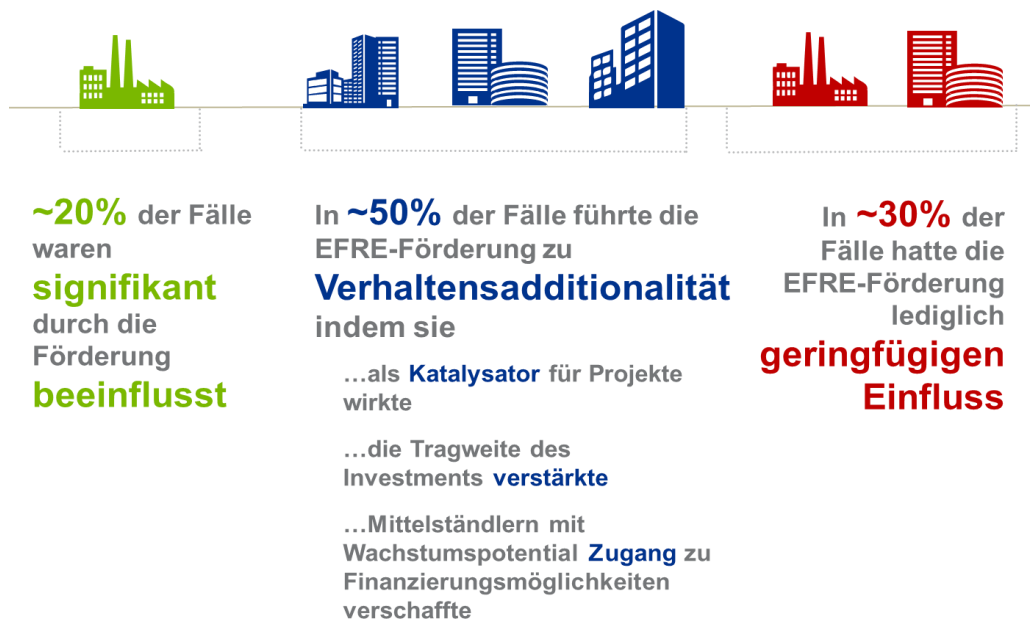 ~20% der Fälle
waren
signifikant
durch die
Förderung
beeinflusst
In ~50% der Fälle führte die
EFRE-Förderung zu
Verhaltensadditionalität
indem sie
…als Katalysator für Projekte
wirkte
…die Tragweite des
Investments verstärkte
…Mittelständlern mit
Wachstumspotential Zugang zu
Finanzierungsmöglichkeiten
verschaffte
In ~30% der
Fälle hatte die
EFRE-Förderung
lediglich
geringfügigen
Einfluss